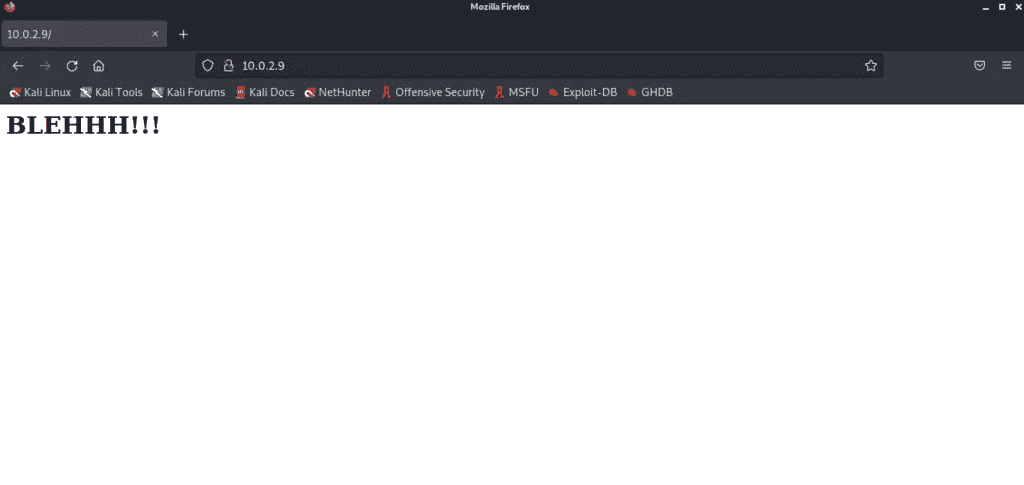 Mozilla Firefox
10.0.2.9/
10.0.2.9
Kali Linux Kali Tools Kali Forums Kali Docs NetHunter Offensive Security MSFU Exploit-DB GHDB
BLEHHH!!!